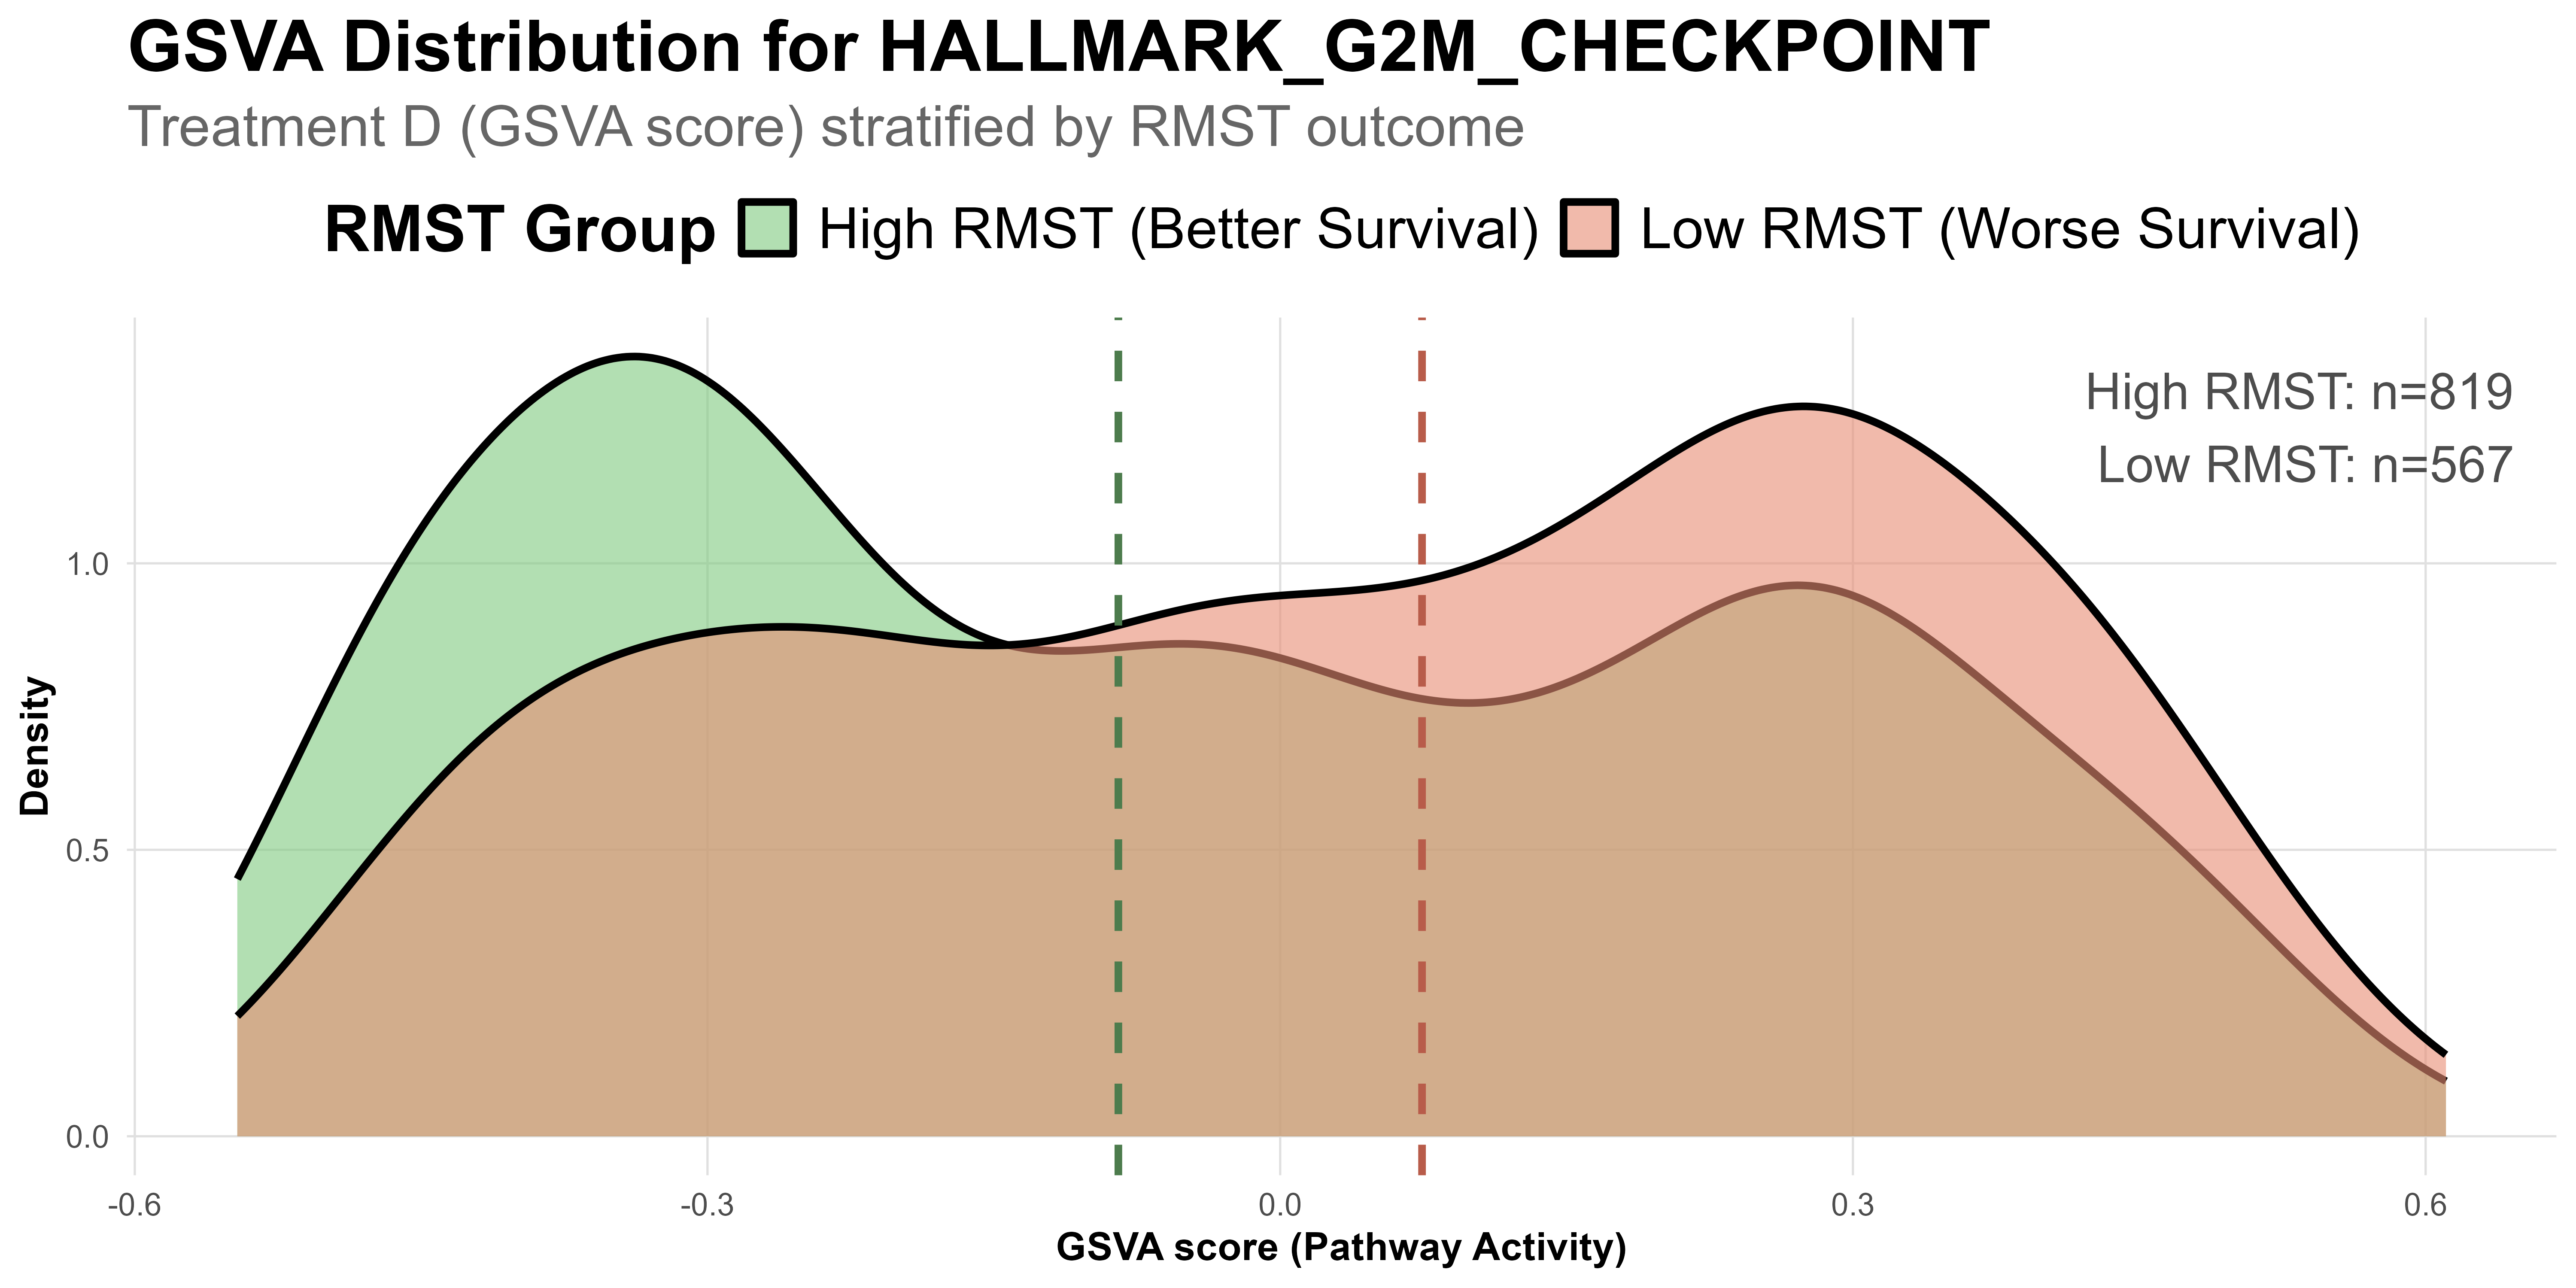 GSVA Distribution for HALLMARK_G2M_CHECKPOINT
Treatment D (GSVA score) stratified by RMST outcome
RMST Group High RMST (Better Survival) Low RMST (Worse Survival)
High RMST: n=819
Low RMST: n=567
Density
1.0
0.5
0.0
-0.6 -0.3 0.0 0.3 0.6
GSVA score (Pathway Activity)